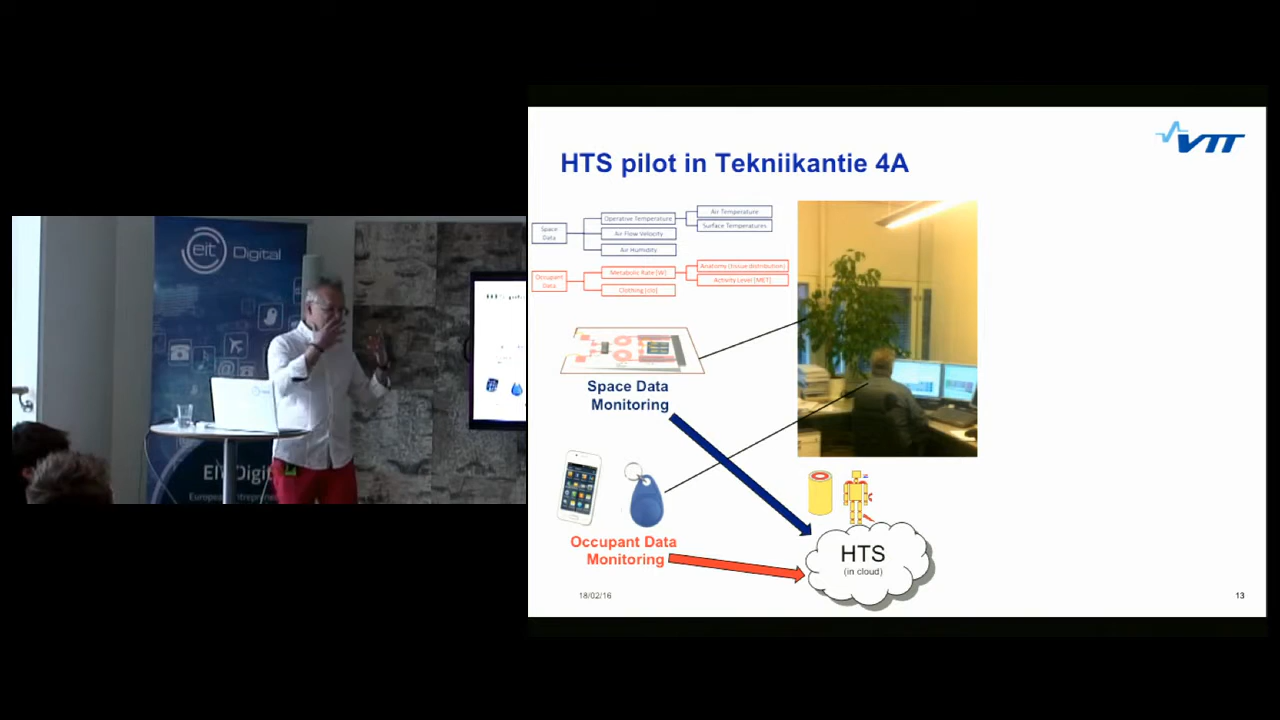 eit Digital
EIT Digit
European Entreprene
VTT
HTS pilot in Tekniikantie 4A
Space Data
Operative Temperature
Air Flow Velocity
Air Humidity
Air Temperature
Surface Temperatures
Occupant Data
Metabolic Rate [W]
Clothing [clo]
Anatomy (tissue distribution)
Activity Level [MET]
Space Data
Monitoring
Occupant Data
Monitoring
HTS
(in cloud)
18/02/16
13